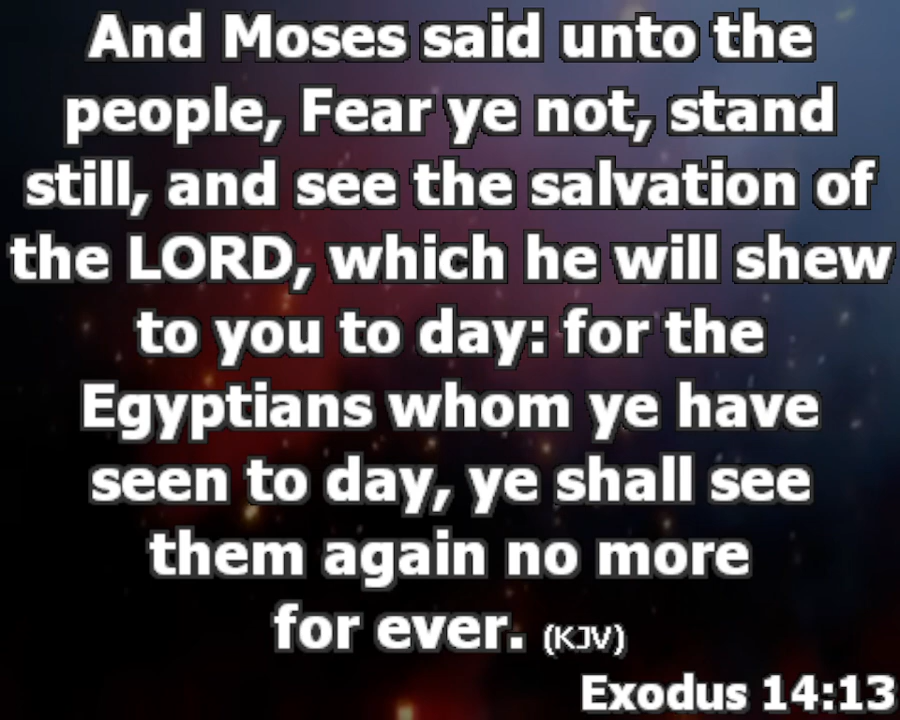 And Moses said unto the
people, Fear ye not, stand
still, and see the salvation of
the LORD, which he will shew
to you to day: for the
Egyptians whom ye have
seen to day, ye shall see
them again no more
for ever. (KJV)
Exodus 14:13